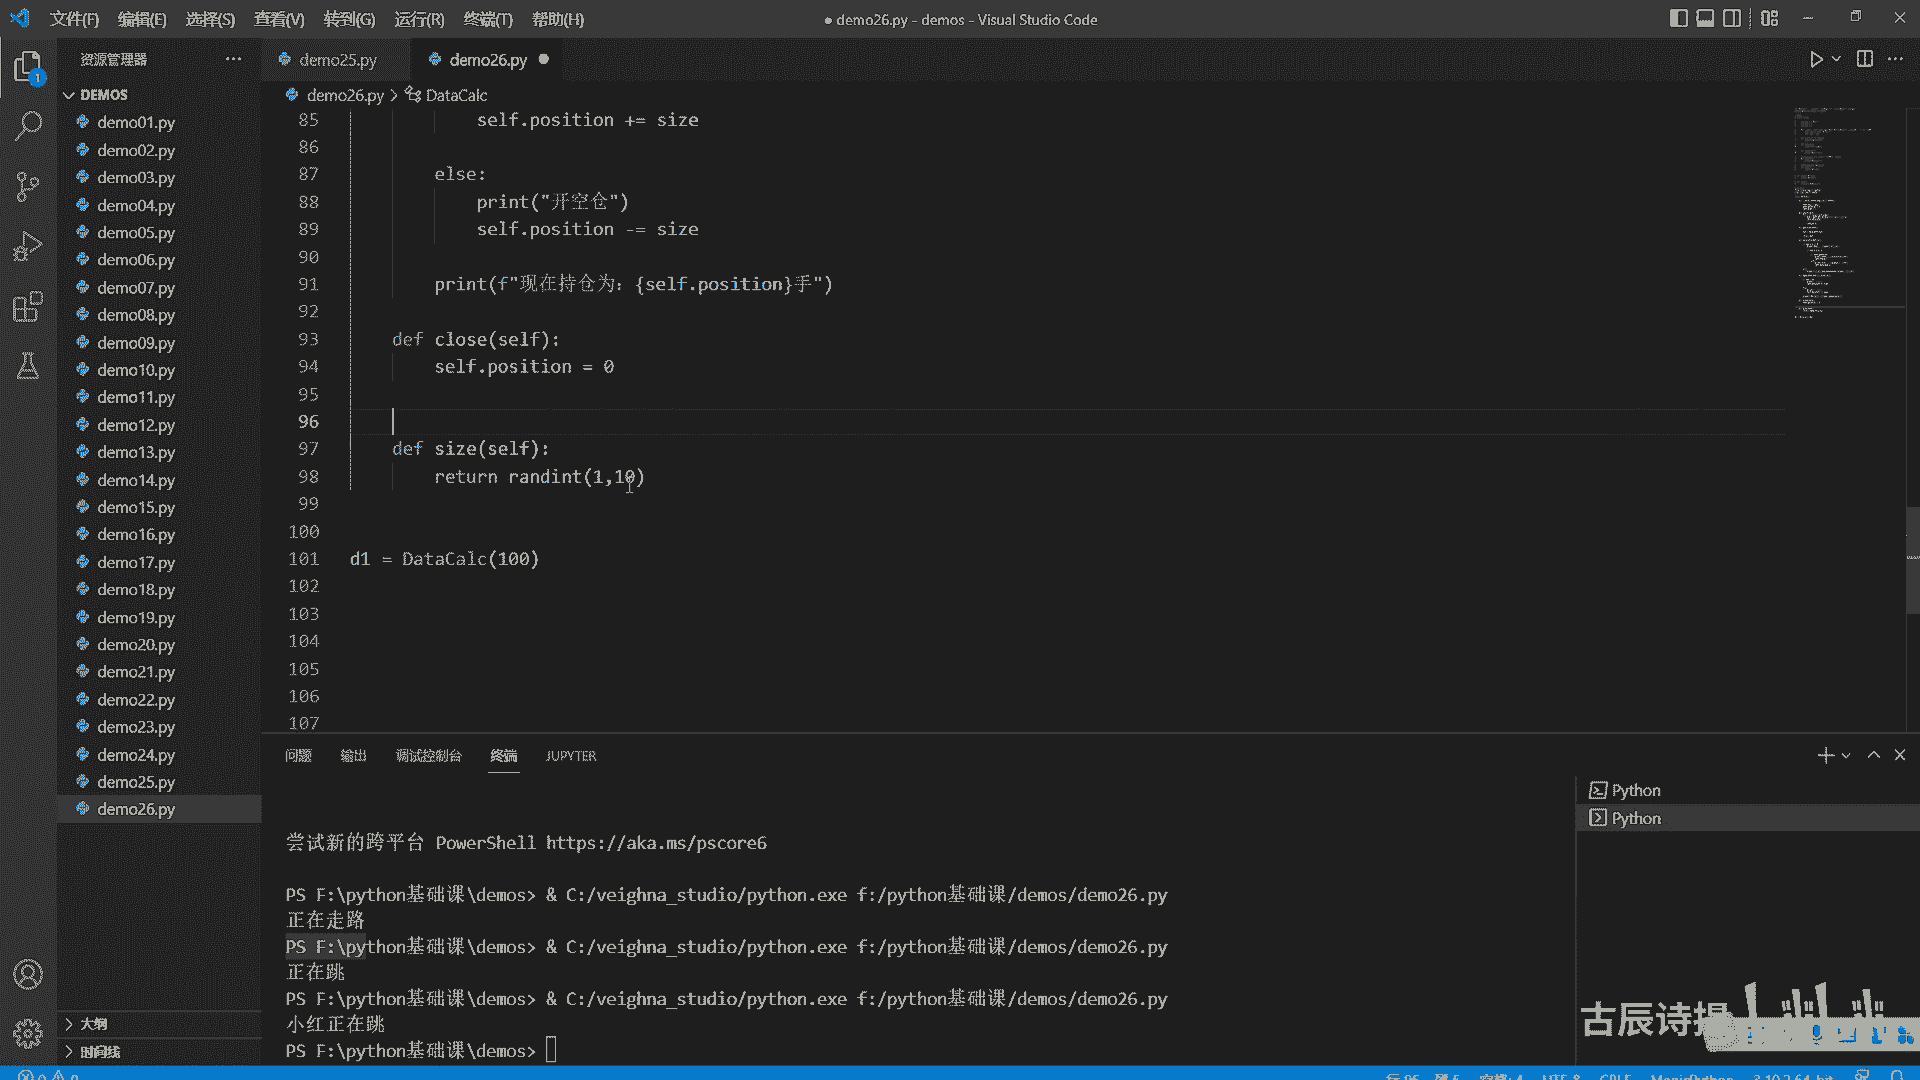 文件(F) 编辑(E) 选择(S) 查看(V) 转到(G) 运行(R) 终端(T) 帮助(H)
● demo26.py - demos - Visual Studio Code
资源管理器
1
DEMOS
demo01.py
demo02.py
demo03.py
demo04.py
demo05.py
demo06.py
demo07.py
demo08.py
demo09.py
demo10.py
demo11.py
demo12.py
demo13.py
demo14.py
demo15.py
demo16.py
demo17.py
demo18.py
demo19.py
demo20.py
demo21.py
demo22.py
demo23.py
demo24.py
demo25.py
demo26.py
大纲
时间线
demo25.py
demo26.py
demo26.py > DataCalc
85 self.position += size
86
87 else:
88 print("开空仓")
89 self.position -= size
90
91 print(f"现在持仓为: {self.position}手")
92
93 def close(self):
94 self.position = 0
95
96
97 def size(self):
98 return randint(1,10)
99
100
101 d1 = DataCalc(100)
102
103
104
105
106
107
问题 输出 调试控制台 终端 JUPYTER
Python
Python
尝试新的跨平台 PowerShell https://aka.ms/pscore6
PS F:\python基础课\demos> & C:/veighna_studio/python.exe f:/python基础课/demos/demo26.py
正在走路
PS F:\python基础课\demos> & C:/veighna_studio/python.exe f:/python基础课/demos/demo26.py
正在跳
PS F:\python基础课\demos> & C:/veighna_studio/python.exe f:/python基础课/demos/demo26.py
小红正在跳
PS F:\python基础课\demos>
古辰诗